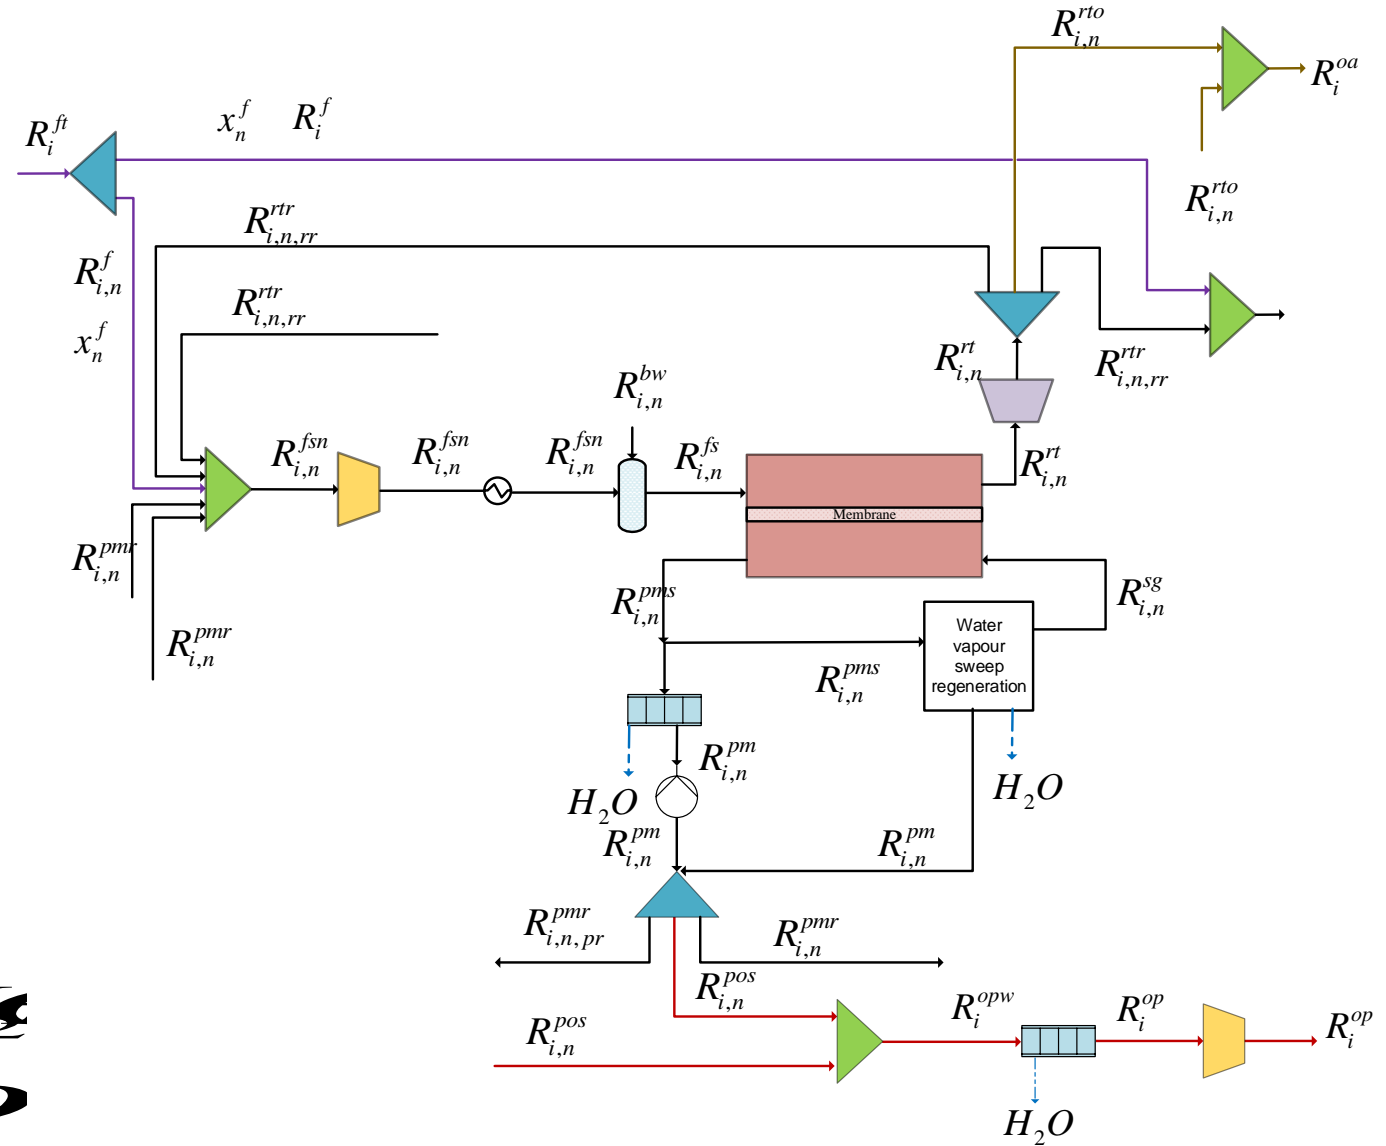 R_{i,n}^{rto}
R_i^{oa}
x_n^f R_i^f
R_i^{ft}
R_{i,n}^{rto}
R_{i,n,rr}^{rtr}
R_{i,n}^f
R_{i,n,rr}^{rtr}
x_n^f
R_{i,n}^{rt}
R_{i,n,rr}^{rtr}
R_{i,n}^{bw}
R_{i,n}^{fsn}
R_{i,n}^{fsn}
R_{i,n}^{fsn}
R_{i,n}^{fs}
R_{i,n}^{rt}
Membrane
R_{i,n}^{pmr}
R_{i,n}^{pms}
R_{i,n}^{sg}
R_{i,n}^{pmr}
Water
vapour
sweep
regeneration
R_{i,n}^{pms}
R_{i,n}^{pm}
H_2O
H_2O
R_{i,n}^{pm}
R_{i,n}^{pm}
R_{i,n,pr}^{pmr}
R_{i,n}^{pmr}
R_{i,n}^{pos}
R_{i,n}^{pos}
R_i^{opw}
R_i^{op}
R_i^{op}
H_2O